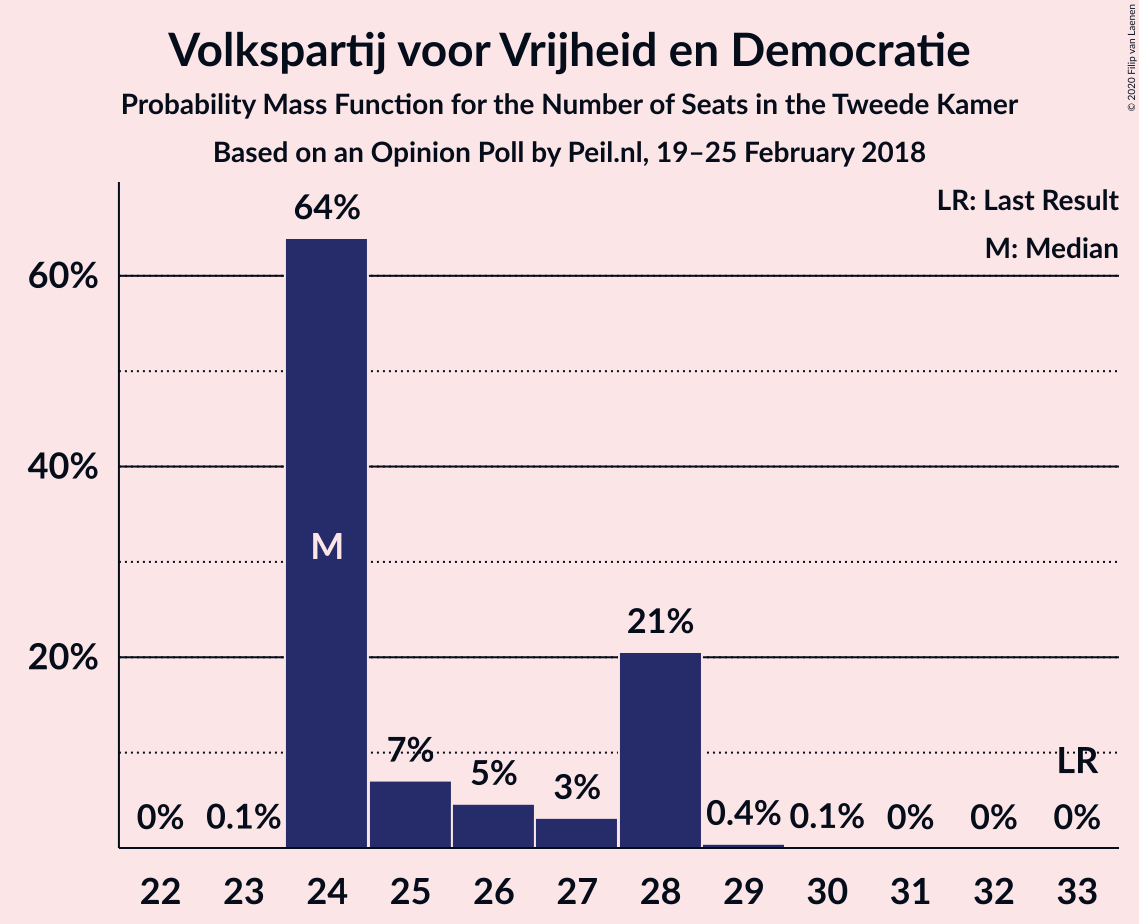 Volkspartij voor Vrijheid en Democratie
Probability Mass Function for the Number of Seats in the Tweede Kamer
Based on an Opinion Poll by Peil.nl, 19–25 February 2018
© 2020 Filip van Laenen
LR: Last Result
M: Median
60%
40%
20%
0%
0.1%
64%
M
7%
5%
3%
21%
0.4%
0.1%
0%
0%
LR
0%
22 23 24 25 26 27 28 29 30 31 32 33